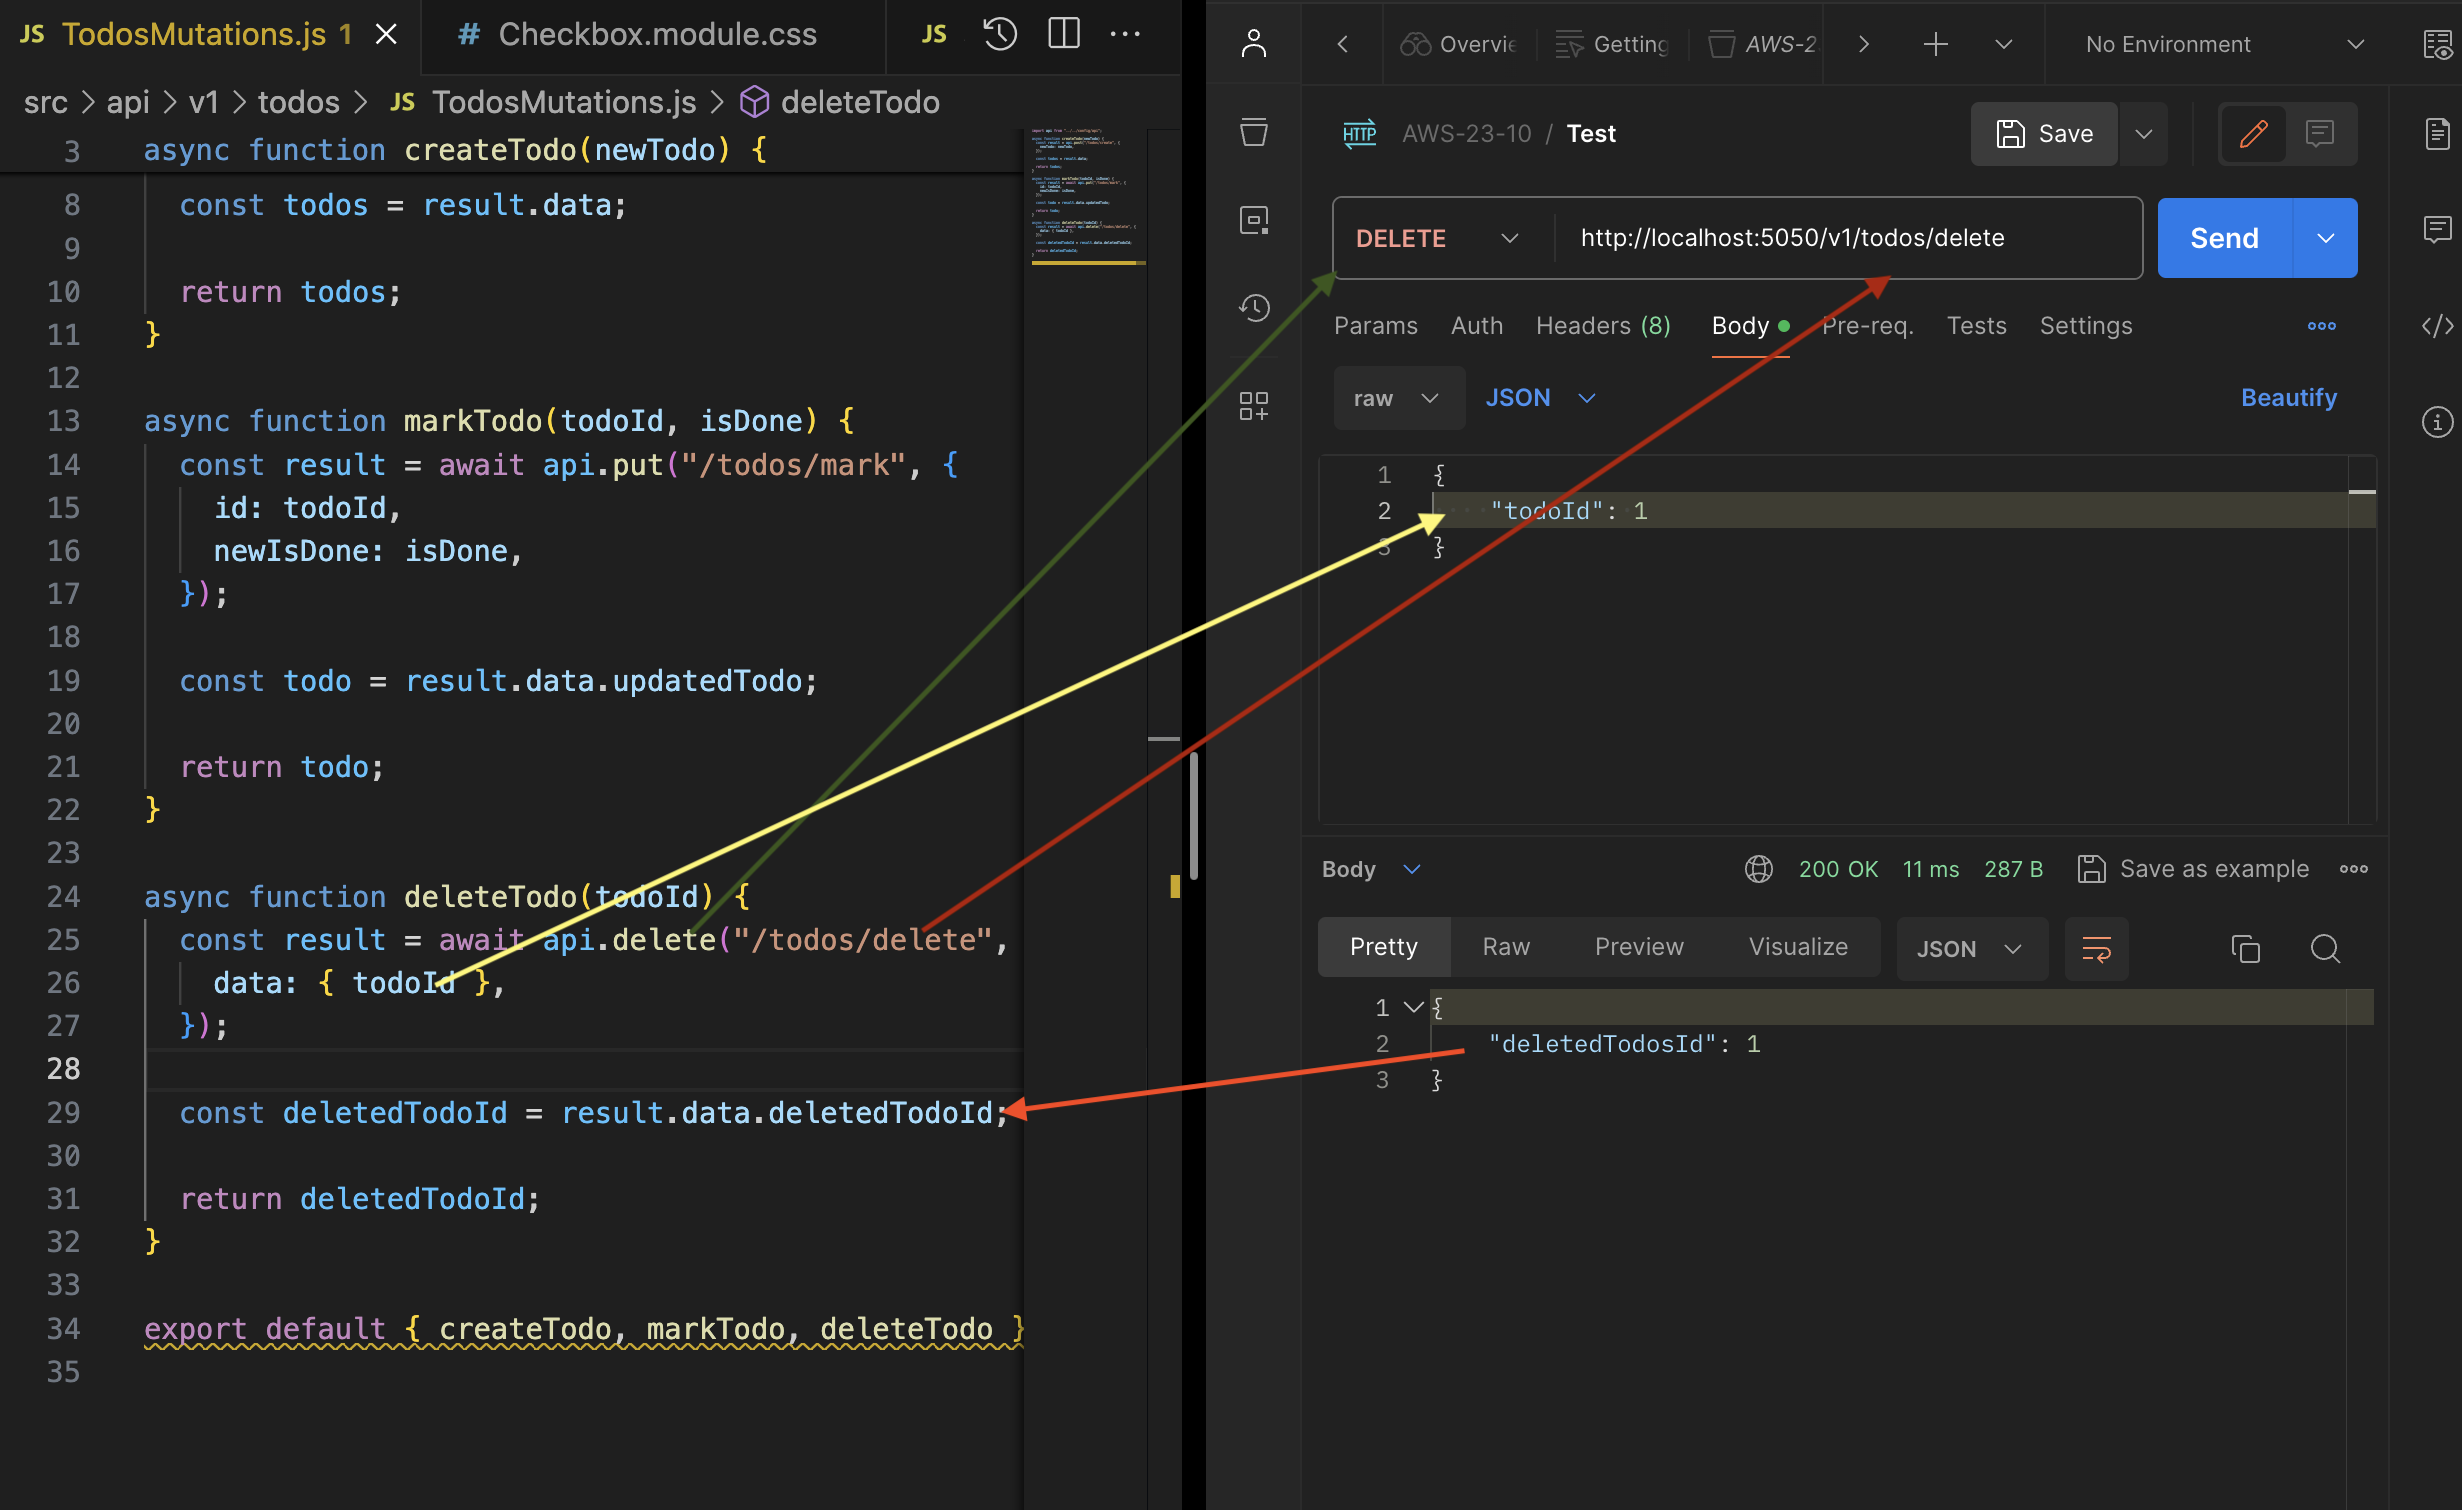 JS TodosMutations.js 1
# Checkbox.module.css
JS
src > api > v1 > todos > JS TodosMutations.js > deleteTodo
3 async function createTodo(newTodo) {
8 const todos = result.data;
9
10 return todos;
11 }
12
13 async function markTodo(todoId, isDone) {
14 const result = await api.put("/todos/mark", {
15 id: todoId,
16 newIsDone: isDone,
17 });
18
19 const todo = result.data.updatedTodo;
20
21 return todo;
22 }
23
24 async function deleteTodo(todoId) {
25 const result = await api.delete("/todos/delete",
26 data: { todoId },
27 });
28
29 const deletedTodoId = result.data.deletedTodoId;
30
31 return deletedTodoId;
32 }
33
34 export default { createTodo, markTodo, deleteTodo }
35
Overvie
Getting
AWS-2
No Environment
HTTP AWS-23-10 / Test
Save
DELETE http://localhost:5050/v1/todos/delete
Send
Params Auth Headers (8) Body Pre-req. Tests Settings
raw JSON Beautify
1 {
2 "todoId": 1
3 }
Body 200 OK 11 ms 287 B Save as example
Pretty Raw Preview Visualize JSON
1 {
2 "deletedTodosId": 1
3 }